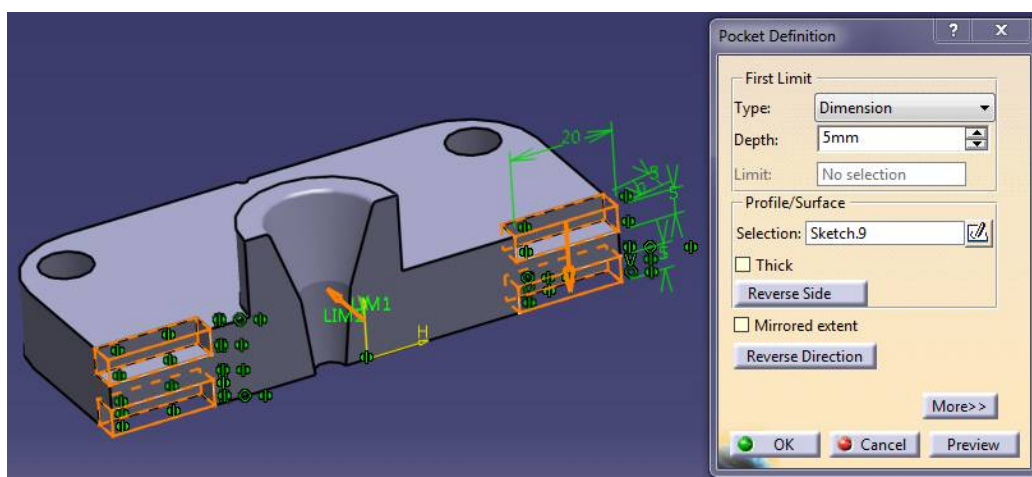 Pocket Definition
? X
First Limit
Type: Dimension
Depth: 5mm
Limit: No selection
Profile/Surface
Selection: Sketch.9
Thick
Reverse Side
Mirrored extent
Reverse Direction
More>>
OK Cancel Preview
20
5
LIM1
H